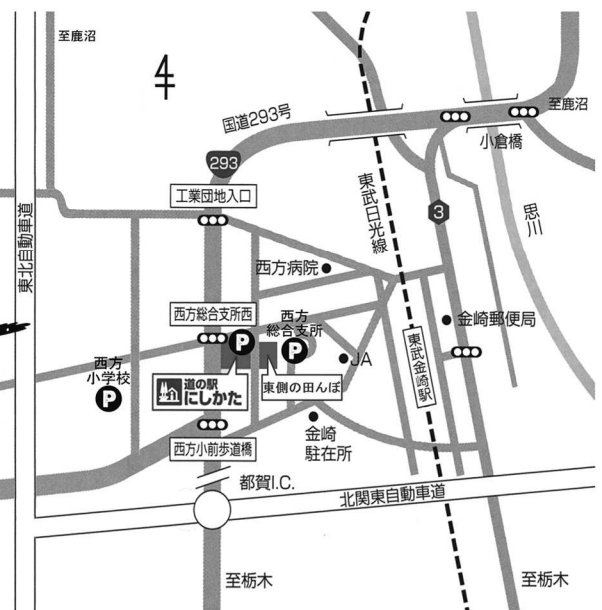 至鹿沼
国道293号
至鹿沼
小倉橋
293
工業団地入口
東武日光線
3
思川
東北自動車道
西方病院
西方総合支所西
西方
総合支所
金崎郵便局
P
P
JA
東武金崎駅
西方
小学校
P
道の駅
にしかた
東側の田んぼ
金崎
駐在所
西方小前歩道橋
都賀I.C.
北関東自動車道
至栃木
至栃木